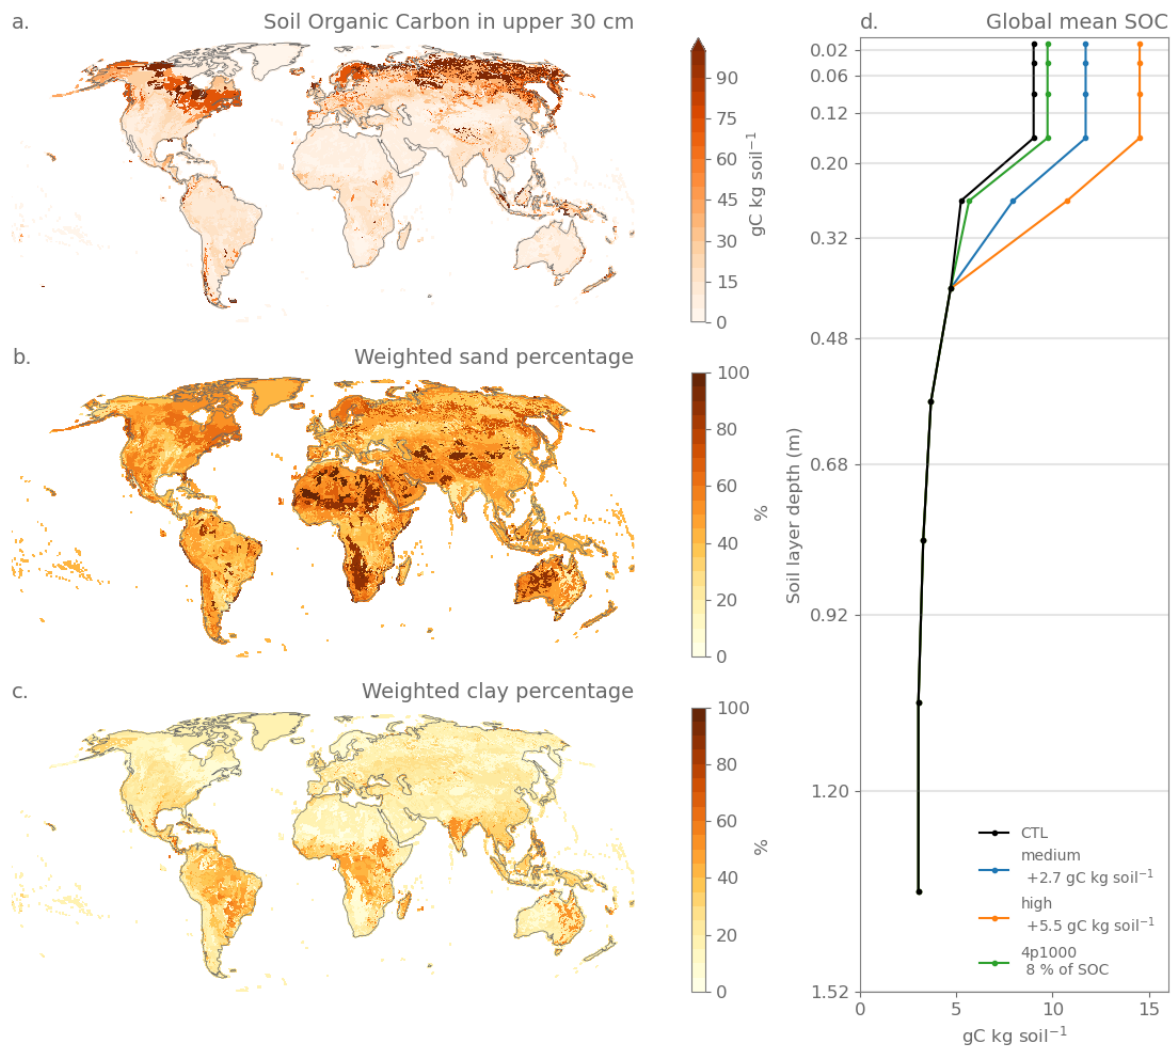 a. Soil Organic Carbon in upper 30 cm
90
75
60
45
30
15
0
gC kg soil⁻¹
b. Weighted sand percentage
100
80
60
40
20
0
%
c. Weighted clay percentage
100
80
60
40
20
0
%
d. Global mean SOC
0.02
0.06
0.12
0.20
0.32
0.48
0.68
0.92
1.20
1.52
Soil layer depth (m)
CTL
medium
+2.7 gC kg soil⁻¹
high
+5.5 gC kg soil⁻¹
4p1000
8 % of SOC
0 5 10 15
gC kg soil⁻¹